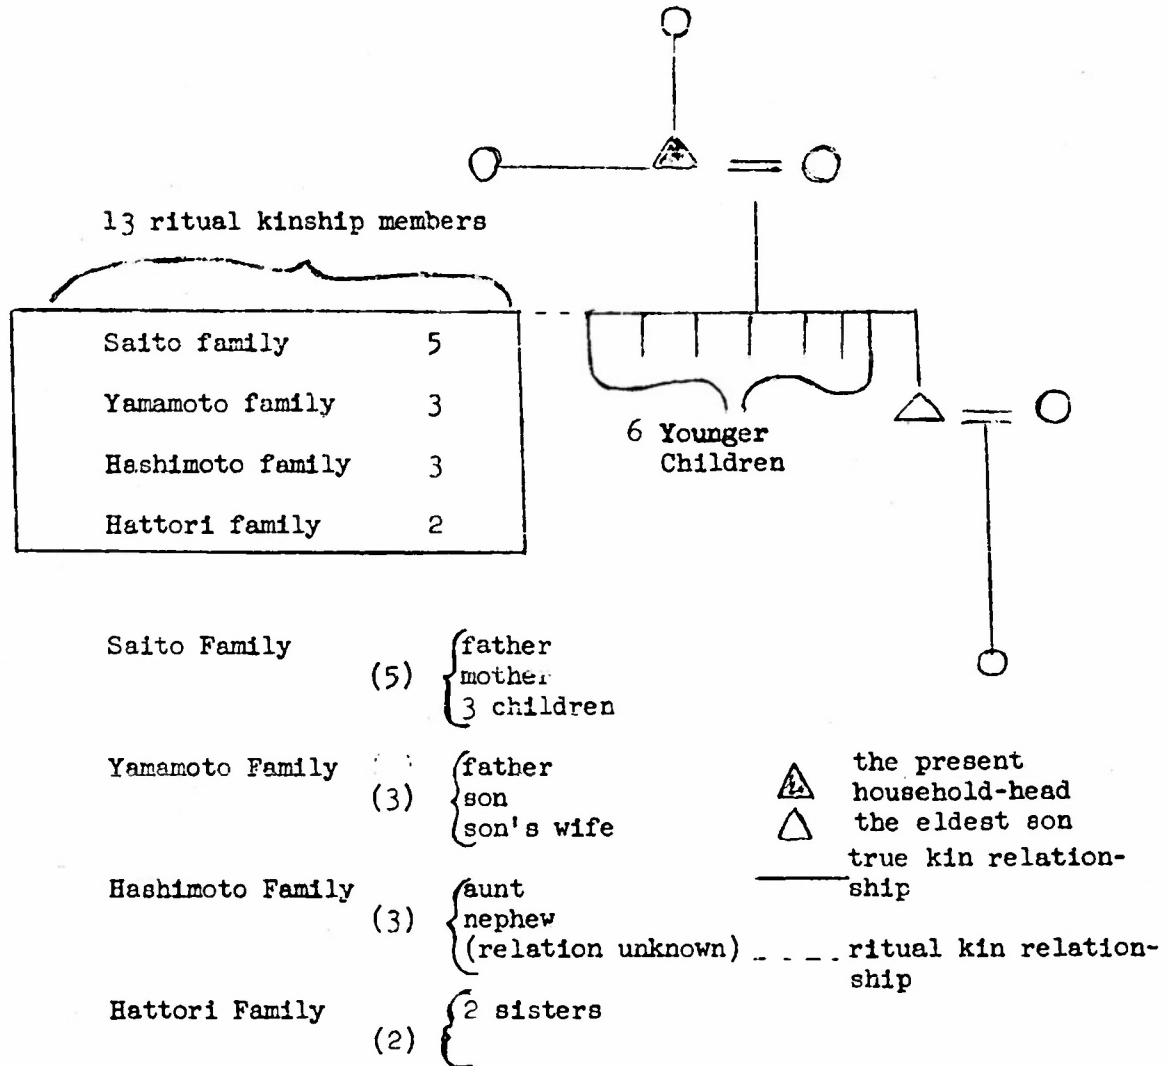 13 ritual kinship members
Saito family 5
Yamamoto family 3
Hashimoto family 3
Hattori family 2
6 Younger
Children
Saito Family
(5)
father
mother
3 children
Yamamoto Family
(3)
father
son
son's wife
Hashimoto Family
(3)
aunt
nephew
(relation unknown)
Hattori Family
(2)
2 sisters
the present
household-head
the eldest son
true kin relation-
ship
ritual kin relation-
ship